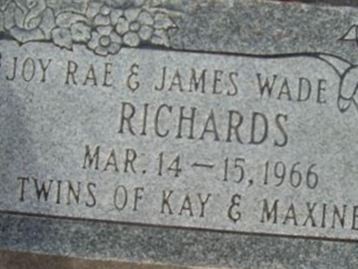 JOY RAE & JAMES WADE
RICHARDS
MAR. 14 – 15, 1966
TWINS OF KAY & MAXINE